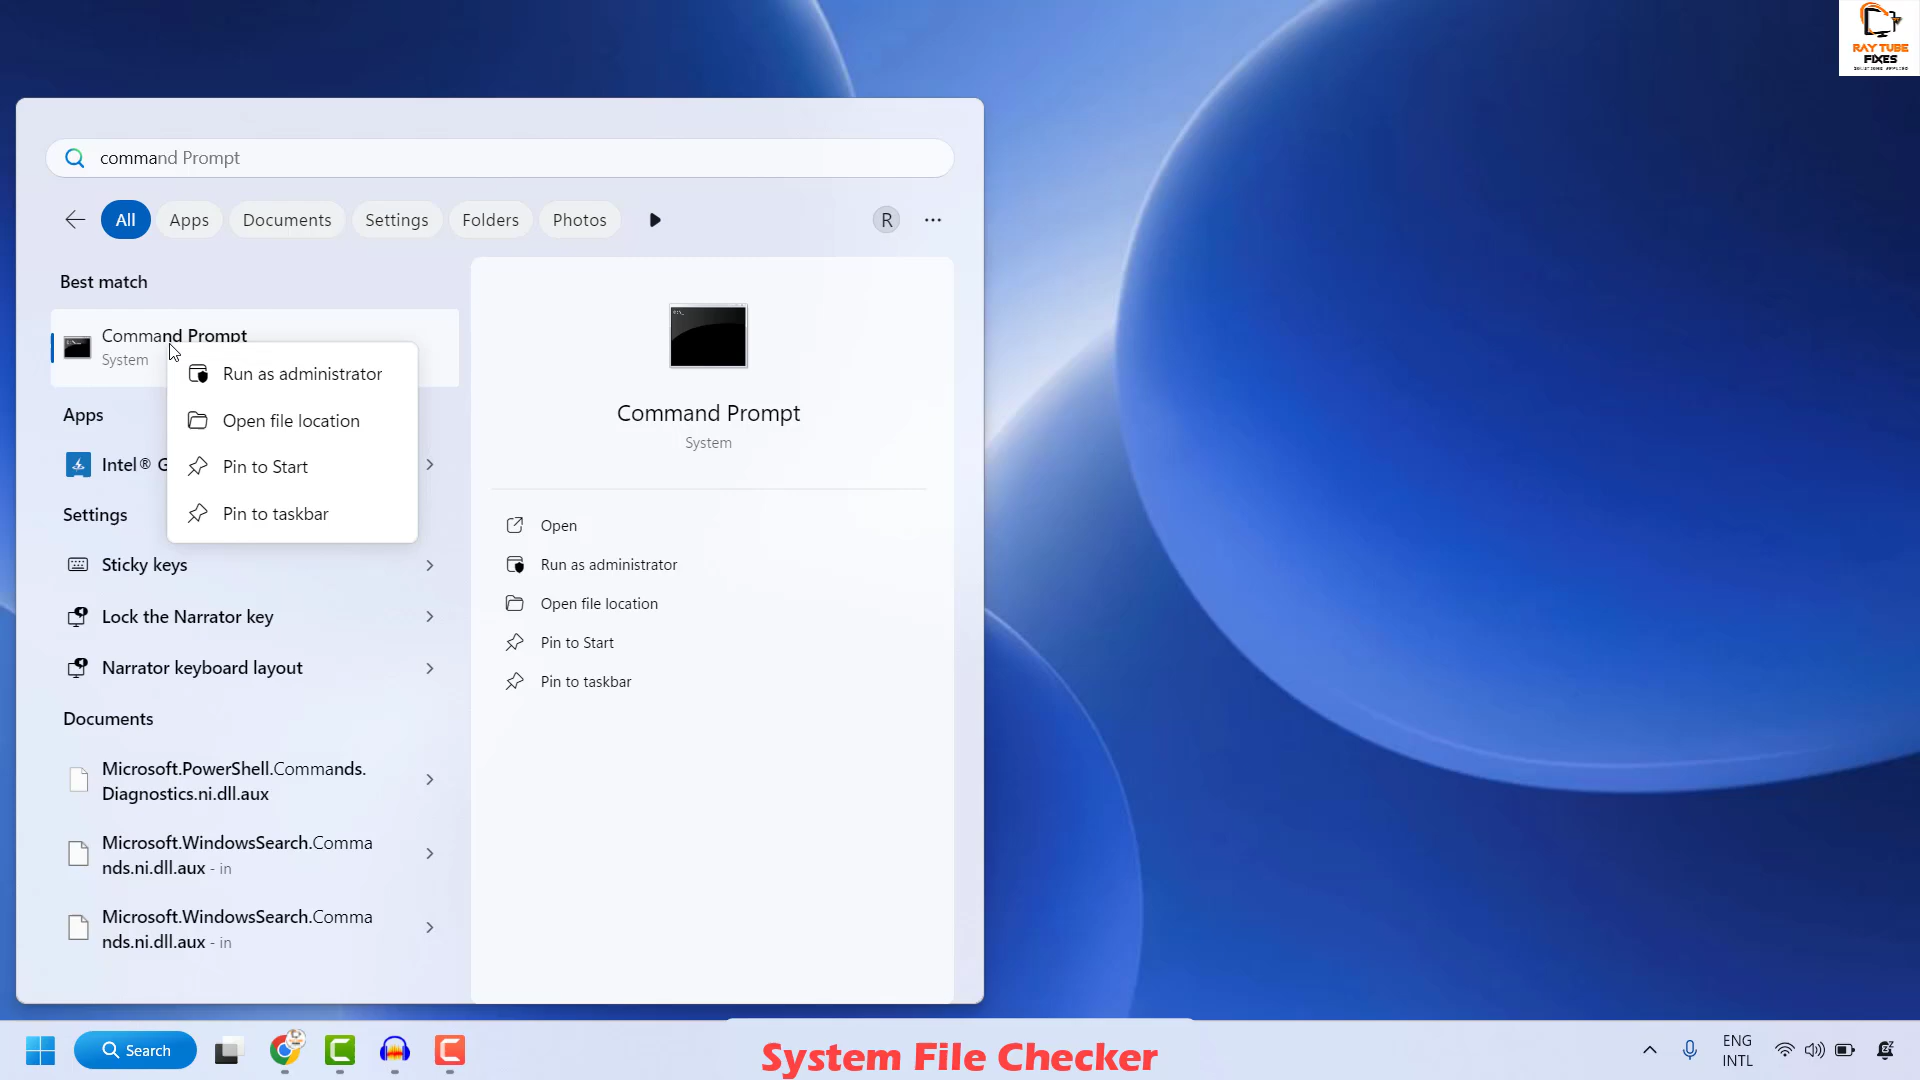 RAY TUBE
FIXES
command Prompt
All
Apps
Documents
Settings
Folders
Photos
R
Best match
Command Prompt
System
Run as administrator
Open file location
Pin to Start
Pin to taskbar
Apps
Intel® G
Settings
Sticky keys
Lock the Narrator key
Narrator keyboard layout
Documents
Microsoft.PowerShell.Commands.
Diagnostics.ni.dll.aux
Microsoft.WindowsSearch.Comma
nds.ni.dll.aux - in
Microsoft.WindowsSearch.Comma
nds.ni.dll.aux - in
Command Prompt
System
Open
Run as administrator
Open file location
Pin to Start
Pin to taskbar
Search
System File Checker
ENG
INTL